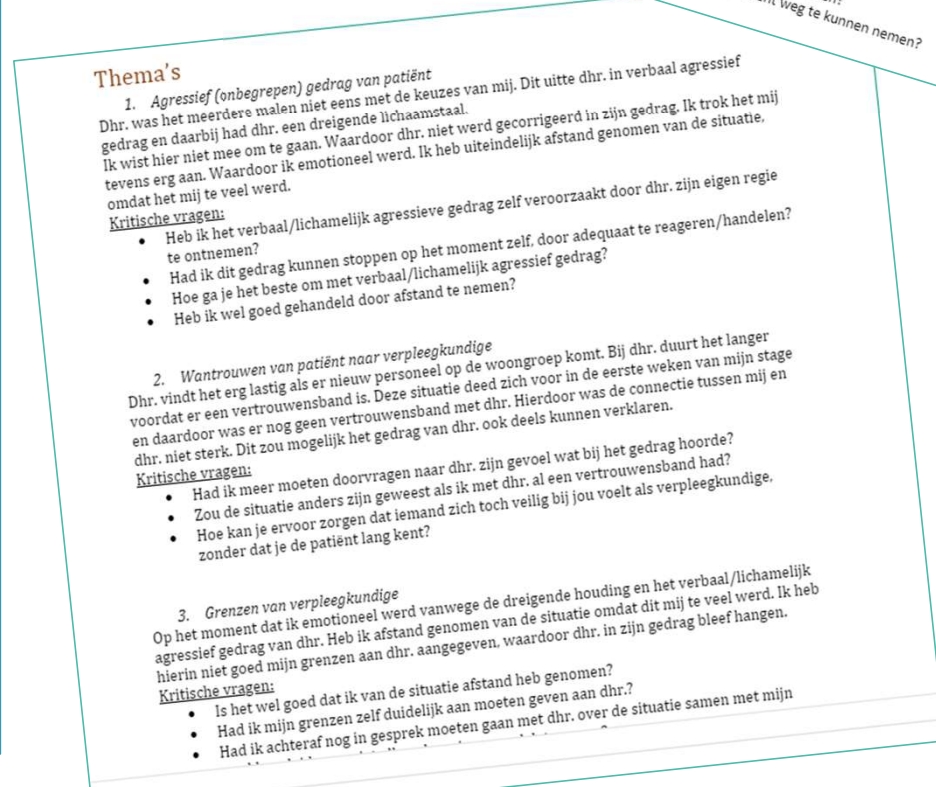 weg te kunnen nemen?
Thema's
1. Agressief (onbegrepen) gedrag van patiënt
Dhr. was het meerdere malen niet eens met de keuzes van mij. Dit uitte dhr. in verbaal agressief
gedrag en daarbij had dhr. een dreigende lichaamstaal.
Ik wist hier niet mee om te gaan. Waardoor dhr. niet werd gecorrigeerd in zijn gedrag. Ik trok het mij
tevens erg aan. Waardoor ik emotioneel werd. Ik heb uiteindelijk afstand genomen van de situatie,
omdat het mij te veel werd.
Kritische vragen:
• Heb ik het verbaal/lichamelijk agressieve gedrag zelf veroorzaakt door dhr. zijn eigen regie
te ontnemen?
• Had ik dit gedrag kunnen stoppen op het moment zelf, door adequaat te reageren/handelen?
• Hoe ga je het beste om met verbaal/lichamelijk agressief gedrag?
• Heb ik wel goed gehandeld door afstand te nemen?
2. Wantrouwen van patiënt naar verpleegkundige
Dhr. vindt het erg lastig als er nieuw personeel op de woongroep komt. Bij dhr. duurt het langer
voordat er een vertrouwensband is. Deze situatie deed zich voor in de eerste weken van mijn stage
en daardoor was er nog geen vertrouwensband met dhr. Hierdoor was de connectie tussen mij en
dhr. niet sterk. Dit zou mogelijk het gedrag van dhr. ook deels kunnen verklaren.
Kritische vragen:
• Had ik meer moeten doorvragen naar dhr. zijn gevoel wat bij het gedrag hoorde?
• Zou de situatie anders zijn geweest als ik met dhr. al een vertrouwensband had?
• Hoe kan je ervoor zorgen dat iemand zich toch veilig bij jou voelt als verpleegkundige,
zonder dat je de patiënt lang kent?
3. Grenzen van verpleegkundige
Op het moment dat ik emotioneel werd vanwege de dreigende houding en het verbaal/lichamelijk
agressief gedrag van dhr. Heb ik afstand genomen van de situatie omdat dit mij te veel werd. Ik heb
hierin niet goed mijn grenzen aan dhr. aangegeven, waardoor dhr. in zijn gedrag bleef hangen.
Kritische vragen:
• Is het wel goed dat ik van de situatie afstand heb genomen?
• Had ik mijn grenzen zelf duidelijk aan moeten geven aan dhr.?
• Had ik achteraf nog in gesprek moeten gaan met dhr. over de situatie samen met mijn